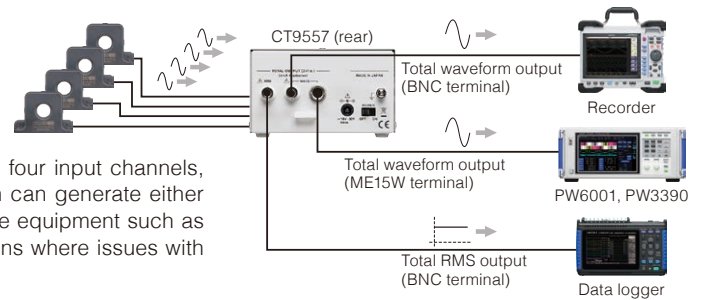 CT9557 (rear)
Total waveform output
(BNC terminal)
Recorder
four input channels,
can generate either
e equipment such as
ns where issues with
Total waveform output
(ME15W terminal)
PW6001, PW3390
Total RMS output
(BNC terminal)
Data logger